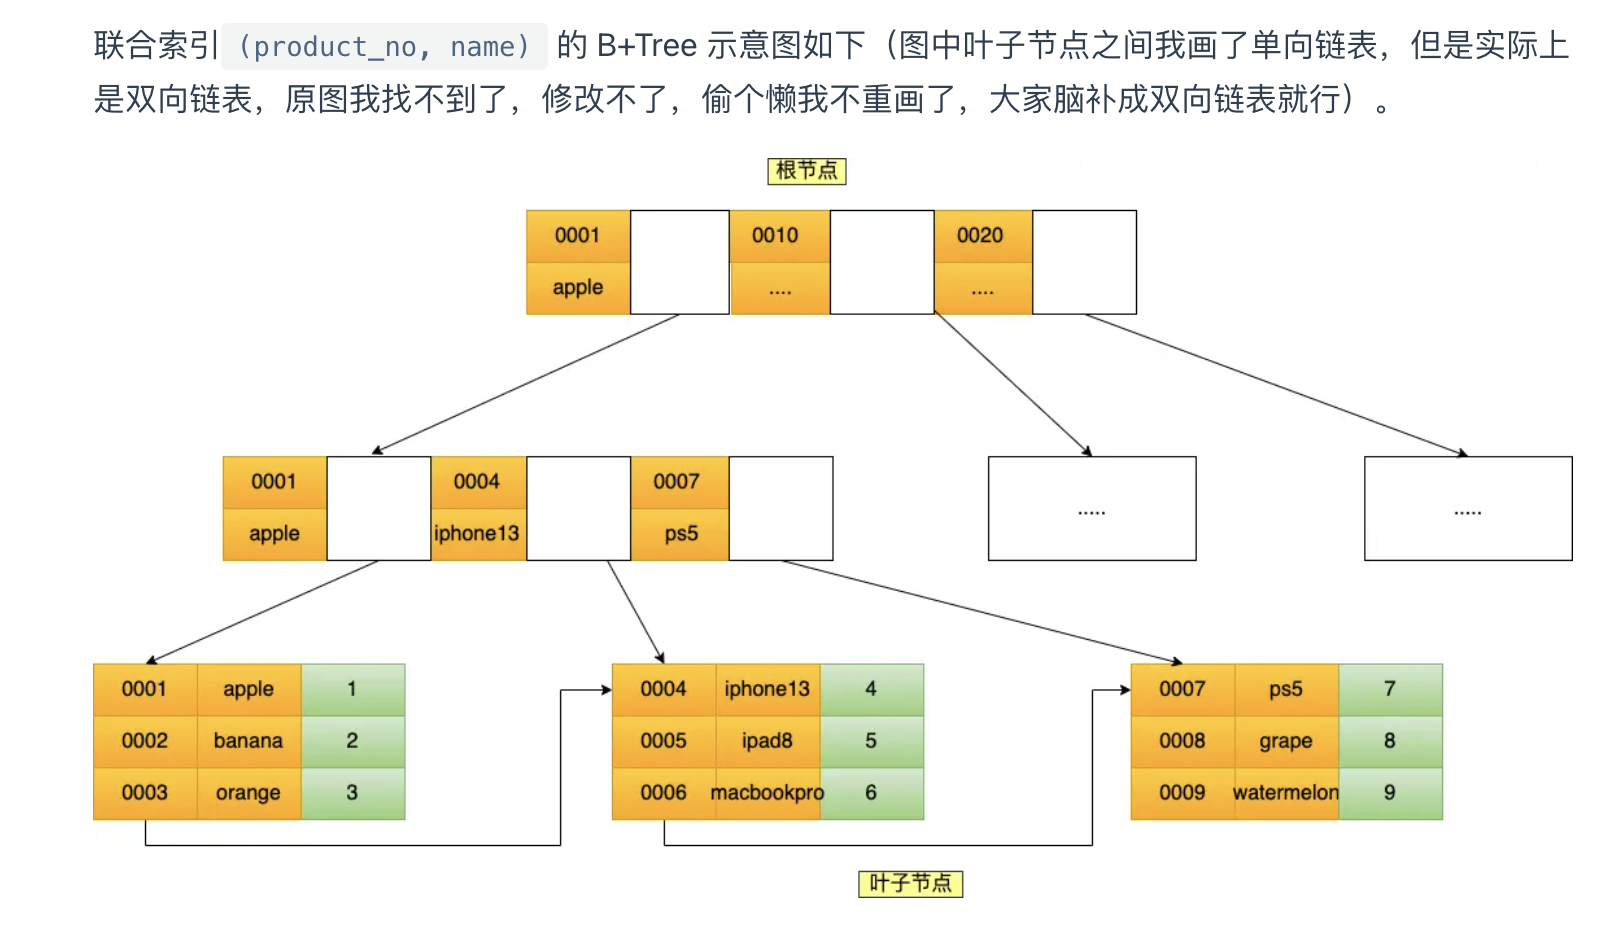 联合索引 (product_no, name) 的 B+Tree 示意图如下（图中叶子节点之间我画了单向链表，但是实际上
是双向链表，原图我找不到了，修改不了，偷个懒我不重画了，大家脑补成双向链表就行）。
根节点
0001 0010 0020
apple .... ....
0001 0004 0007
apple iphone13 ps5
..... .....
0001 apple 1 0004 iphone13 4 0007 ps5 7
0002 banana 2 0005 ipad8 5 0008 grape 8
0003 orange 3 0006 macbookpro 6 0009 watermelon 9
叶子节点